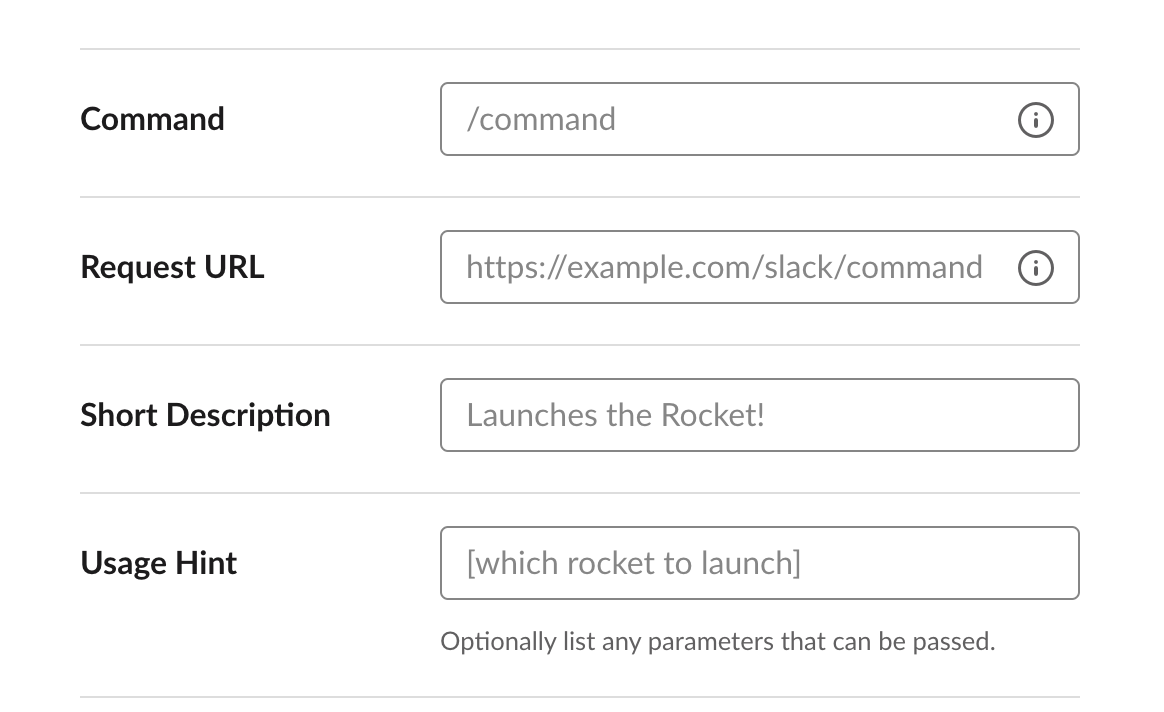 Command
/command
Request URL
https://example.com/slack/command
Short Description
Launches the Rocket!
Usage Hint
[which rocket to launch]
Optionally list any parameters that can be passed.